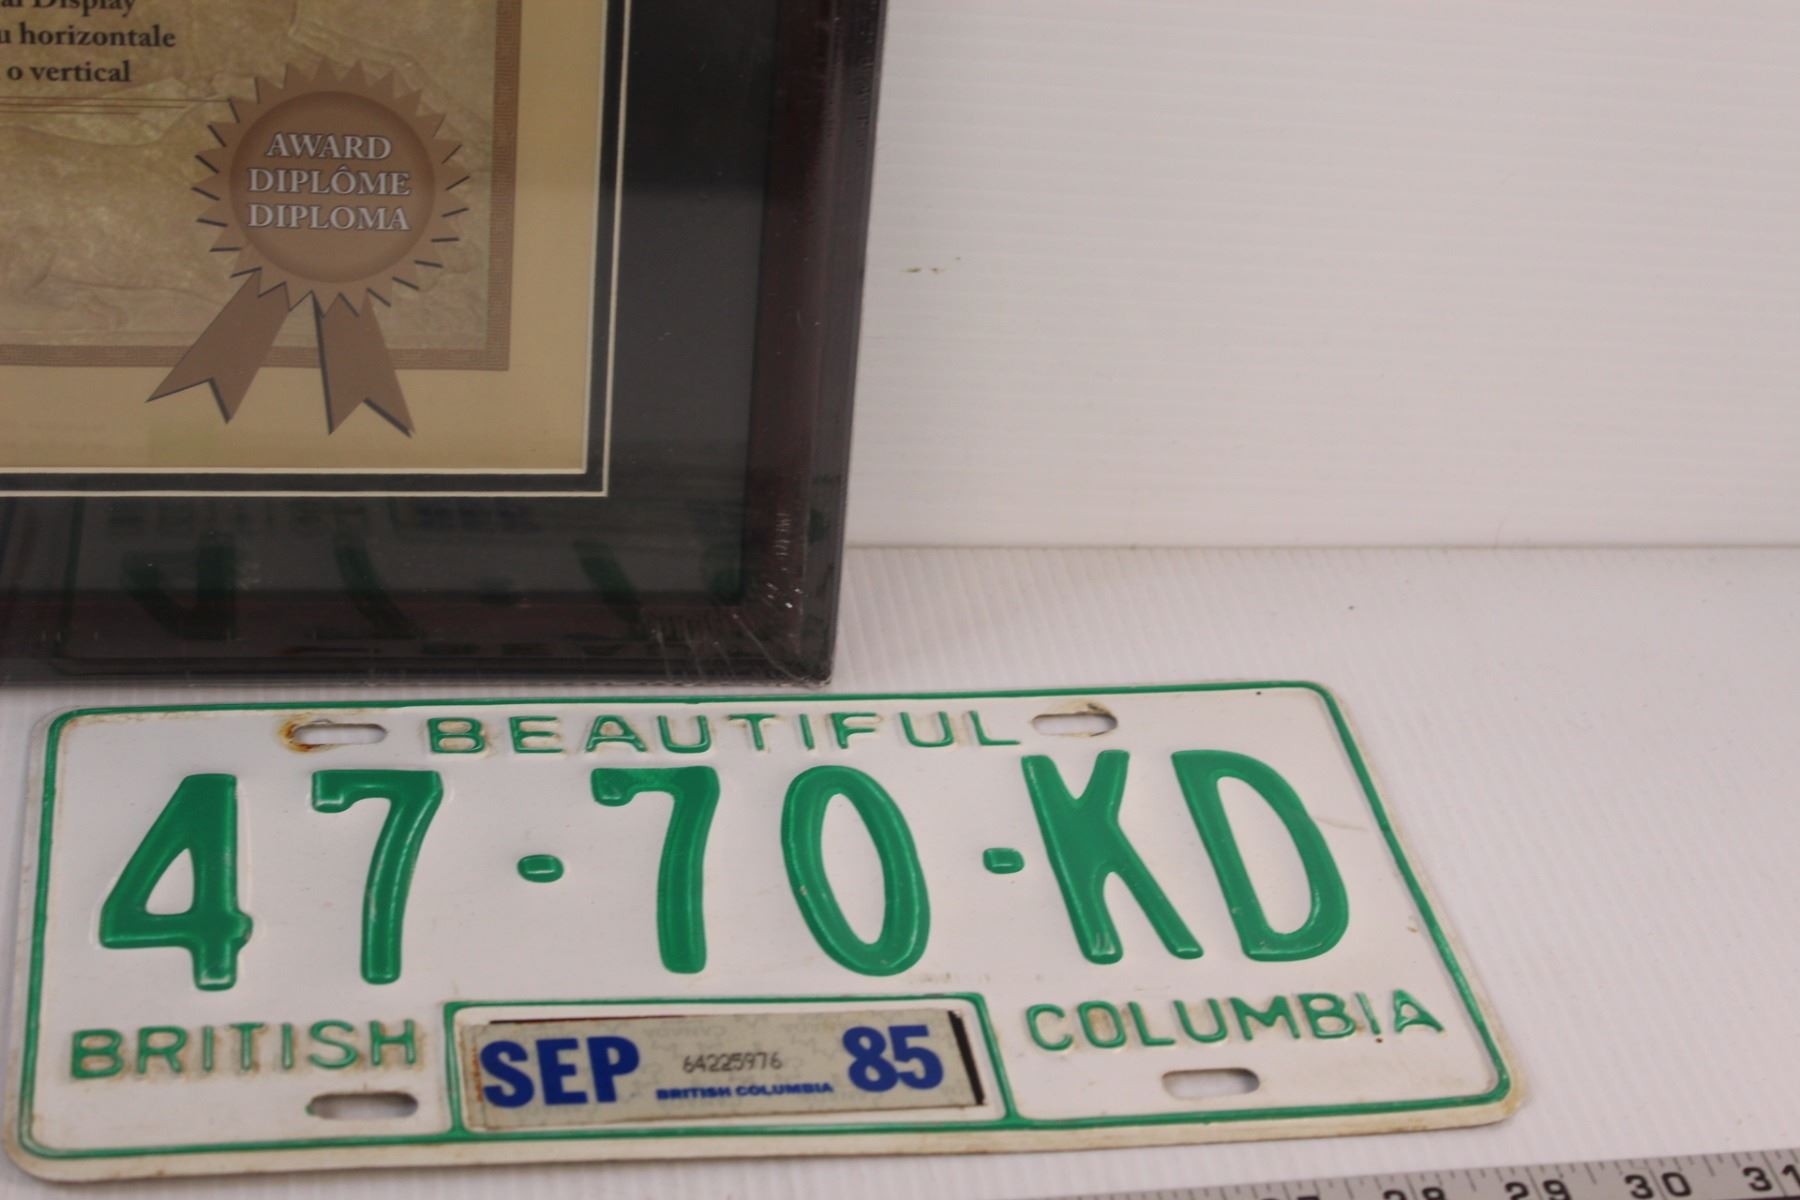 al Display
u horizontale
o vertical
AWARD
DIPLÔME
DIPLOMA
BEAUTIFUL
47-70-KD
BRITISH COLUMBIA
SEP 64225976 85
BRITISH COLUMBIA
28 29 30 31